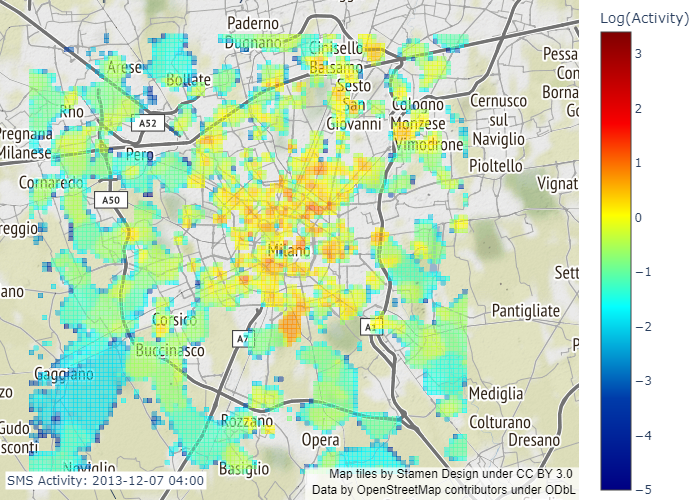 Log(Activity)
3
2
1
0
−1
−2
−3
−4
−5
Paderno
Dugnano
Cinisello
Balsamo
Pessa
Con
Borna
Go
Arese
Bollate
Sesto
San
Giovanni
Cologno
Monzese
Vimodrone
Cernusco
sul
Naviglio
Rho
A52
Pregnana
Milanese
Pero
Pioltello
Cornaredo
Vignat
A50
reggio
Milano
Sett
ano
Pantigliate
Corsico
A7
A1
Buccinasco
P
Gaggiano
zo
Mediglia
Rozzano
Colturano
Gudo
sconti
Opera
Dresano
Noviglio
Basiglio
SMS Activity: 2013-12-07 04:00
Map tiles by Stamen Design under CC BY 3.0
Data by OpenStreetMap contributors under ODbL